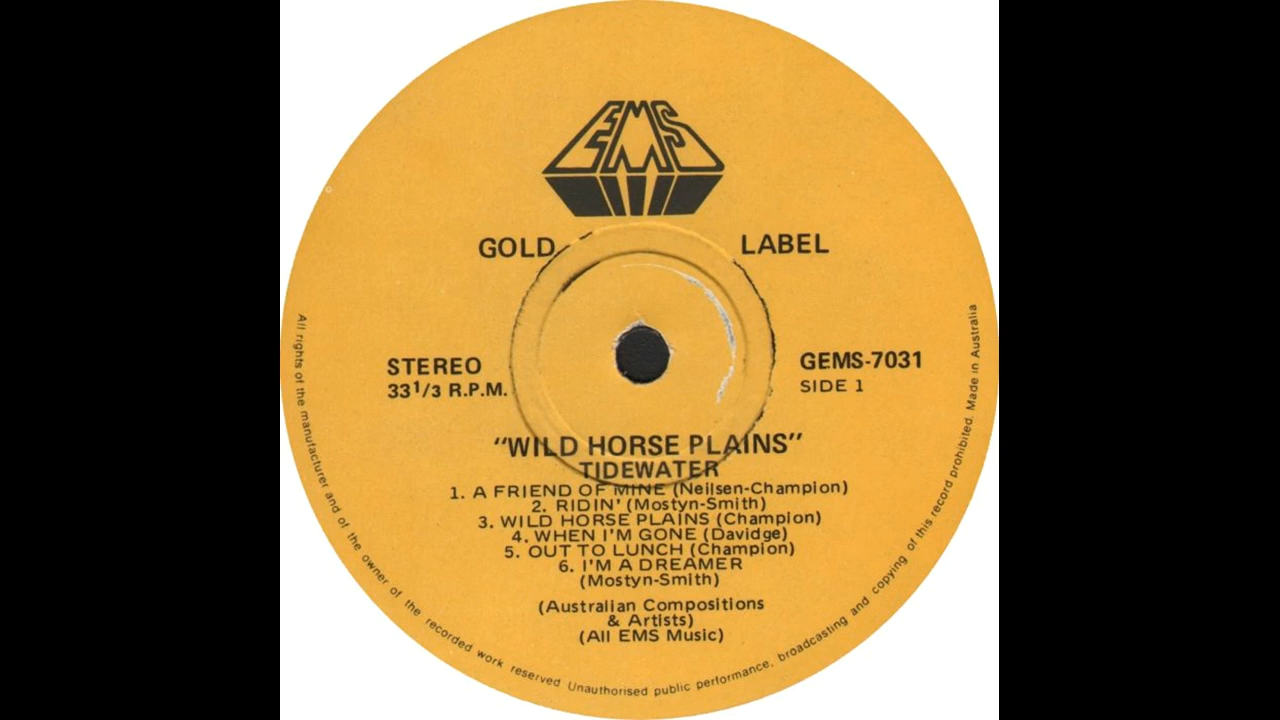 EMS
GOLD LABEL
STEREO
33 1/3 R.P.M.
GEMS-7031
SIDE 1
"WILD HORSE PLAINS"
TIDEWATER
1. A FRIEND OF MINE (Neilsen-Champion)
2. RIDIN' (Mostyn-Smith)
3. WILD HORSE PLAINS (Champion)
4. WHEN I'M GONE (Davidge)
5. OUT TO LUNCH (Champion)
6. I'M A DREAMER
(Mostyn-Smith)
(Australian Compositions
& Artists)
(All EMS Music)
All rights of the manufacturer and of the owner of the recorded work reserved Unauthorised public performance, broadcasting and copying of this record prohibited. Made in Australia